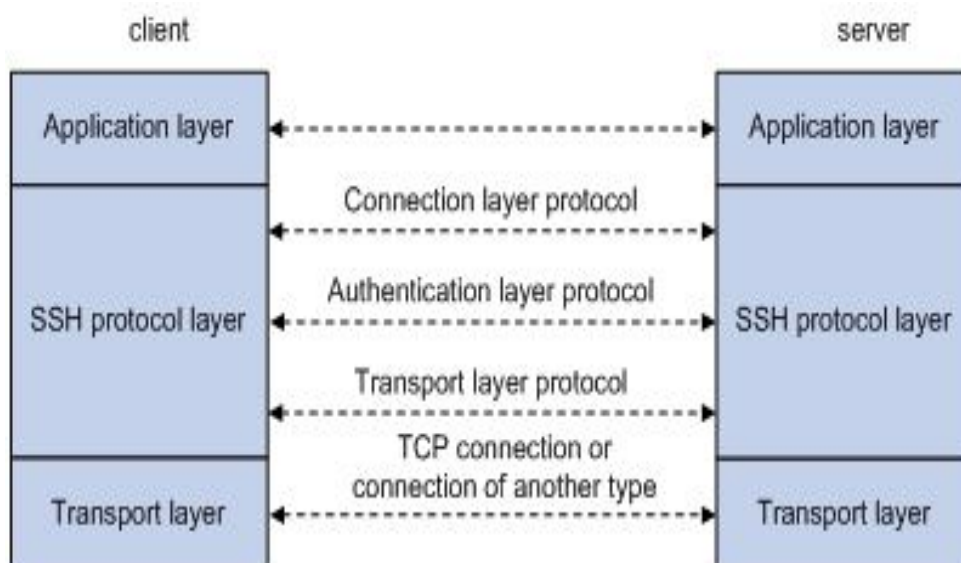 client
server
Application layer
Application layer
Connection layer protocol
Authentication layer protocol
SSH protocol layer
SSH protocol layer
Transport layer protocol
TCP connection or
connection of another type
Transport layer
Transport layer